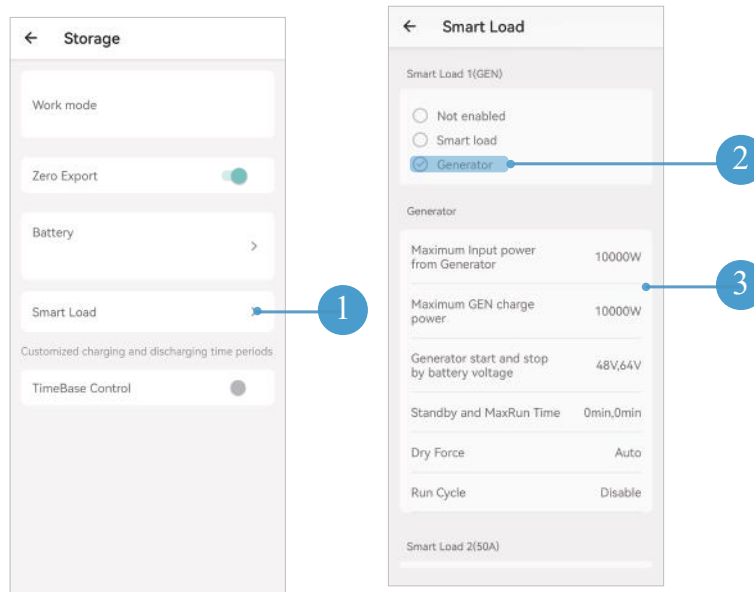 ← Storage
Work mode
Zero Export
Battery
>
Smart Load
1
Customized charging and discharging time periods
TimeBase Control
← Smart Load
Smart Load 1(GEN)
Not enabled
Smart load
Generator
2
Generator
Maximum Input power
from Generator
10000W
3
Maximum GEN charge
power
10000W
Generator start and stop
by battery voltage
48V,64V
Standby and MaxRun Time 0min,0min
Dry Force Auto
Run Cycle Disable
Smart Load 2(50A)